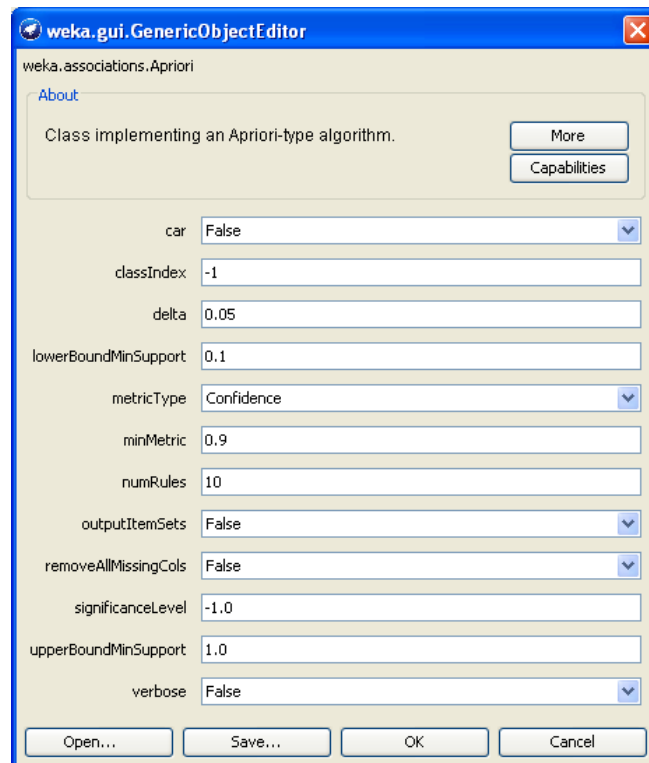 weka.gui.GenericObjectEditor
weka.associations.Apriori
About
Class implementing an Apriori-type algorithm.
More
Capabilities
car False
classIndex -1
delta 0.05
lowerBoundMinSupport 0.1
metricType Confidence
minMetric 0.9
numRules 10
outputItemSets False
removeAllMissingCols False
significanceLevel -1.0
upperBoundMinSupport 1.0
verbose False
Open... Save... OK Cancel